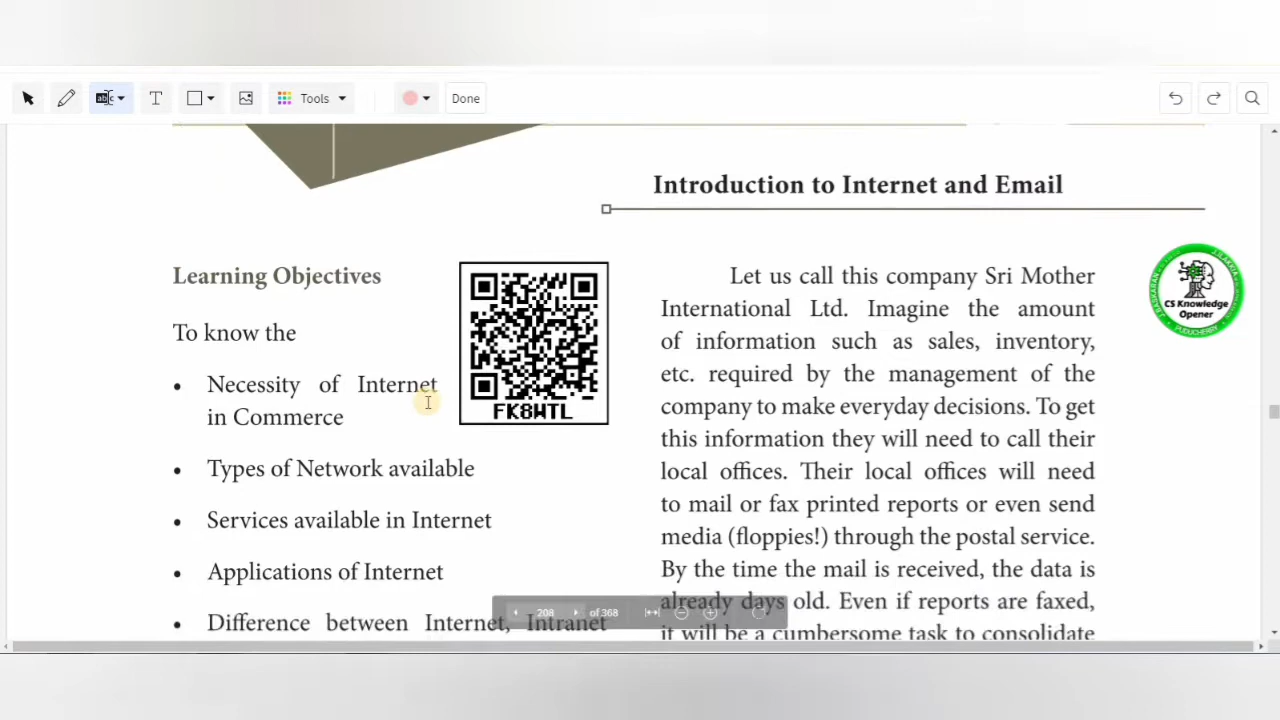 Done
Tools
Introduction to Internet and Email
Learning Objectives
To know the
• Necessity of Internet
in Commerce
• Types of Network available
• Services available in Internet
• Applications of Internet
• Difference between Internet, Intranet
FK8WTL
Let us call this company Sri Mother
International Ltd. Imagine the amount
of information such as sales, inventory,
etc. required by the management of the
company to make everyday decisions. To get
this information they will need to call their
local offices. Their local offices will need
to mail or fax printed reports or even send
media (floppies!) through the postal service.
By the time the mail is received, the data is
already days old. Even if reports are faxed,
it will be a cumbersome task to consolidate
208 of 368
CS Knowledge
Opener
PUDUCHERRY